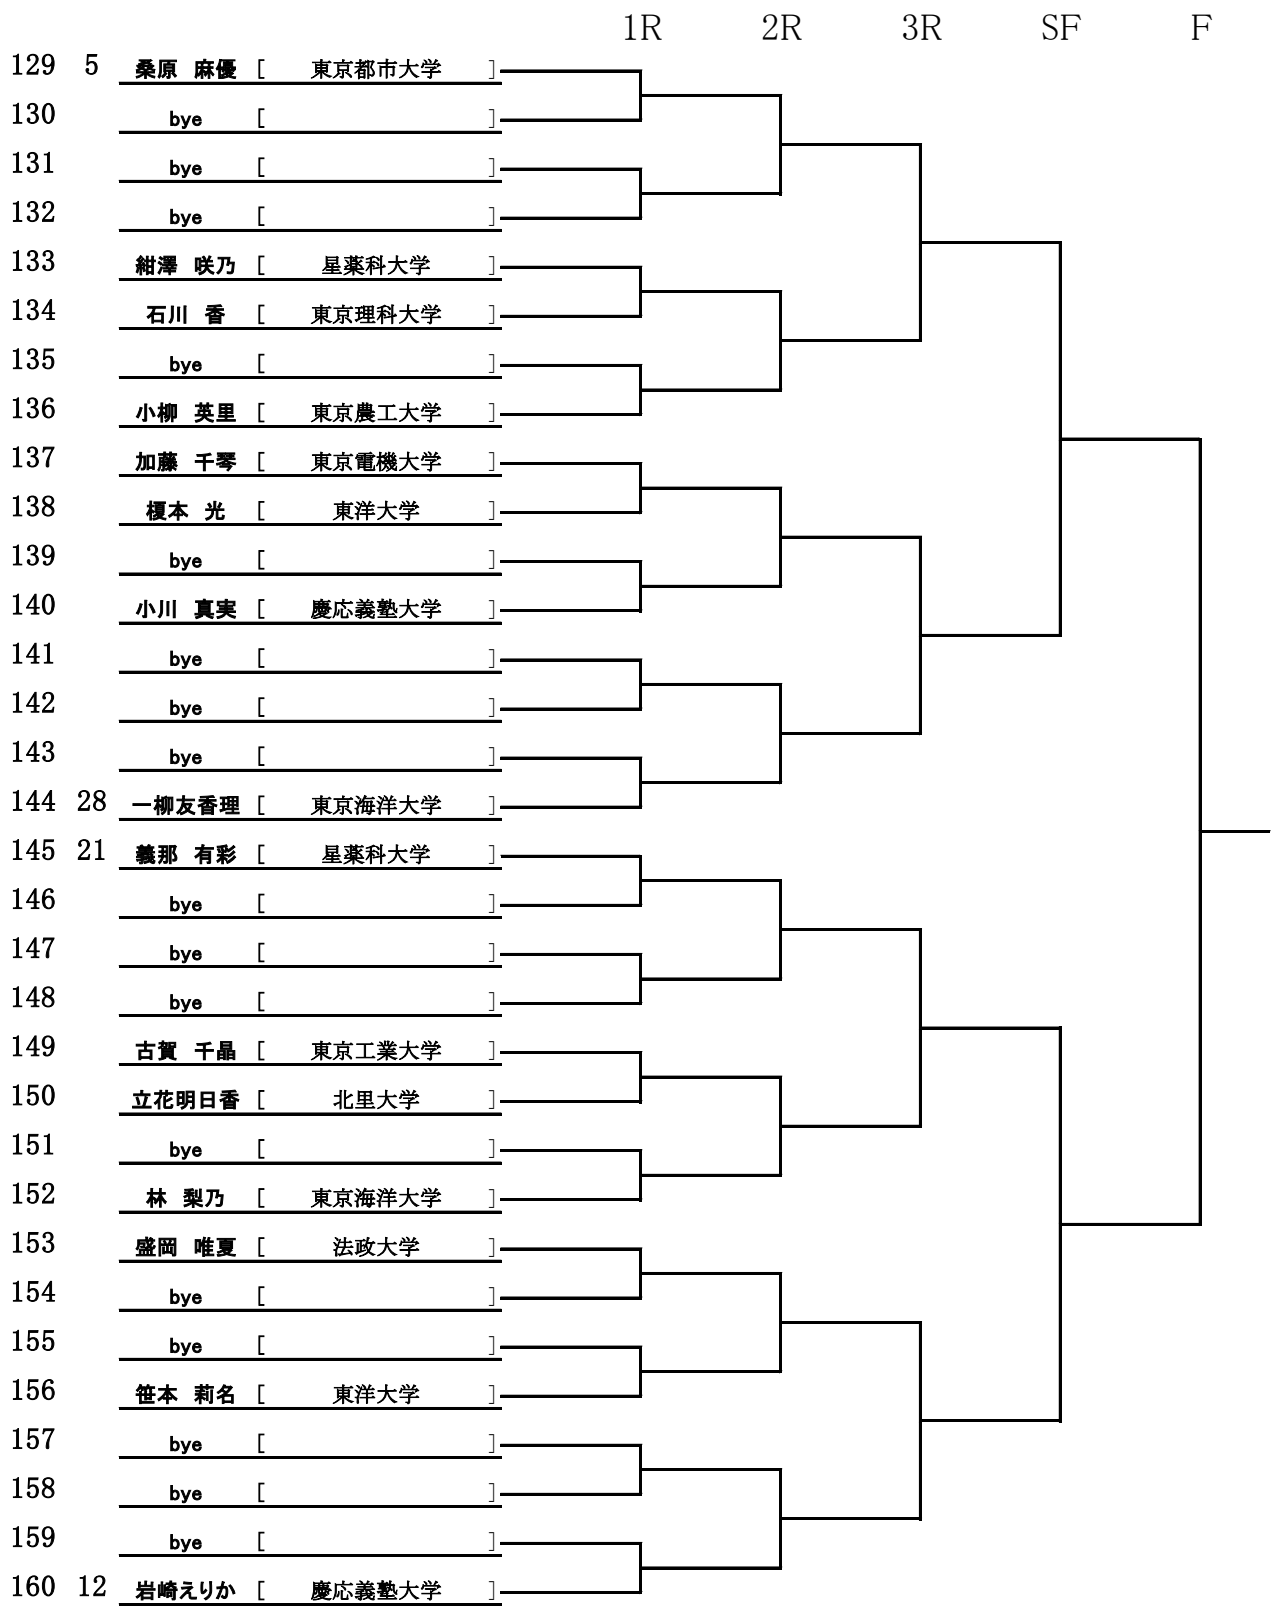 1R 2R 3R SF F
129 5 桑原 麻優 [ 東京都市大学 ]
130 bye [ ]
131 bye [ ]
132 bye [ ]
133 紺澤 咲乃 [ 星薬科大学 ]
134 石川 香 [ 東京理科大学 ]
135 bye [ ]
136 小柳 英里 [ 東京農工大学 ]
137 加藤 千琴 [ 東京電機大学 ]
138 榎本 光 [ 東洋大学 ]
139 bye [ ]
140 小川 真実 [ 慶応義塾大学 ]
141 bye [ ]
142 bye [ ]
143 bye [ ]
144 28 一柳友香理 [ 東京海洋大学 ]
145 21 義那 有彩 [ 星薬科大学 ]
146 bye [ ]
147 bye [ ]
148 bye [ ]
149 古賀 千晶 [ 東京工業大学 ]
150 立花明日香 [ 北里大学 ]
151 bye [ ]
152 林 梨乃 [ 東京海洋大学 ]
153 盛岡 唯夏 [ 法政大学 ]
154 bye [ ]
155 bye [ ]
156 笹本 莉名 [ 東洋大学 ]
157 bye [ ]
158 bye [ ]
159 bye [ ]
160 12 岩崎えりか [ 慶応義塾大学 ]